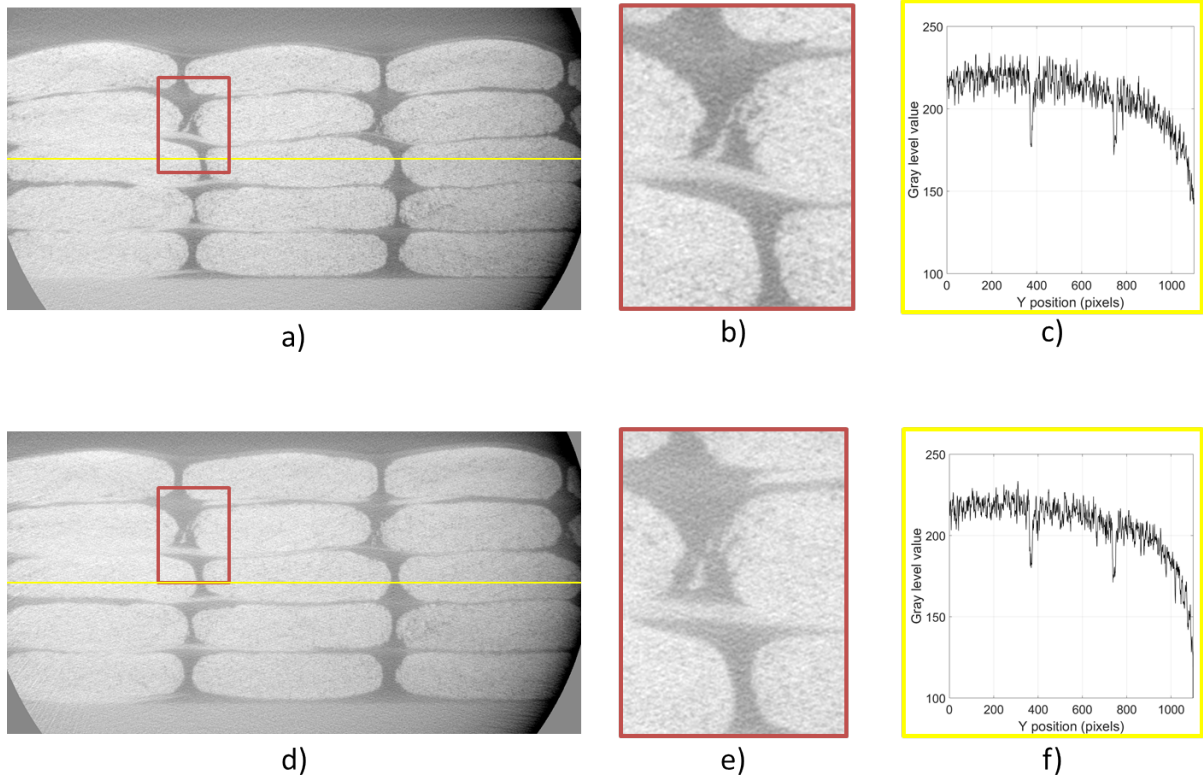 250
200
150
100
Gray level value
0 200 400 600 800 1000
Y position (pixels)
a)
b)
c)
250
200
150
100
Gray level value
0 200 400 600 800 1000
Y position (pixels)
d)
e)
f)